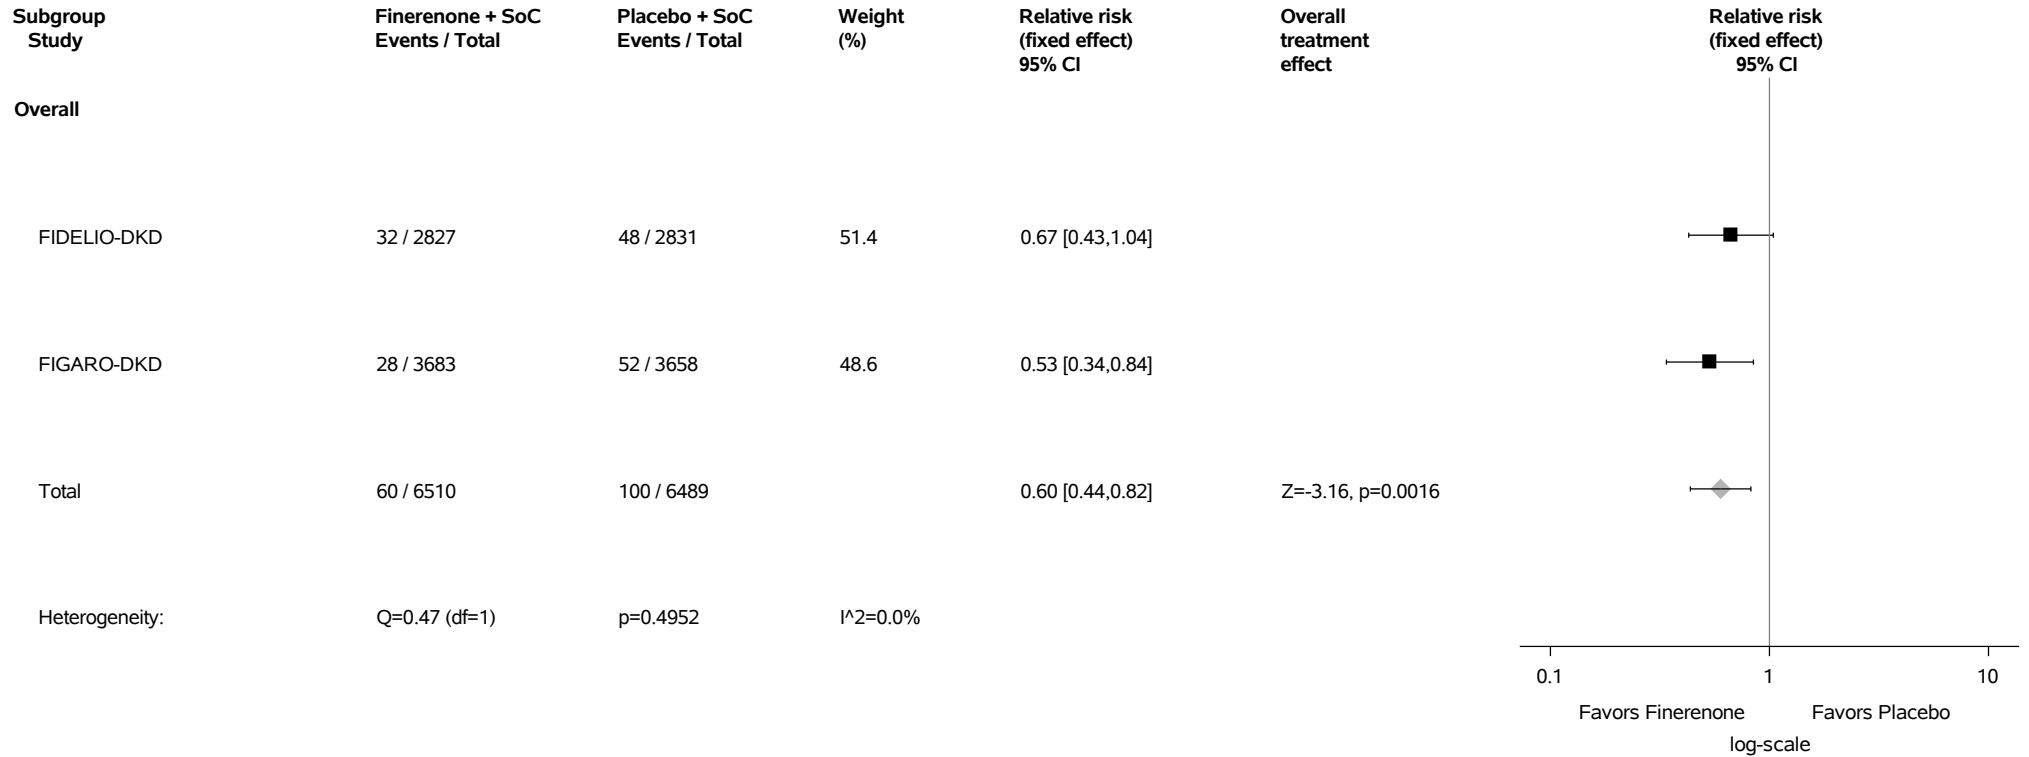 Subgroup Finerenone + SoC Placebo + SoC Weight Relative risk Overall Relative risk
Study Events / Total Events / Total (%) (fixed effect) treatment (fixed effect)
95% CI effect 95% CI
Overall
FIDELIO-DKD 32 / 2827 48 / 2831 51.4 0.67 [0.43,1.04]
FIGARO-DKD 28 / 3683 52 / 3658 48.6 0.53 [0.34,0.84]
Total 60 / 6510 100 / 6489 0.60 [0.44,0.82] Z=-3.16, p=0.0016
Heterogeneity: Q=0.47 (df=1) p=0.4952 I^2=0.0%
0.1 1 10
Favors Finerenone Favors Placebo
log-scale